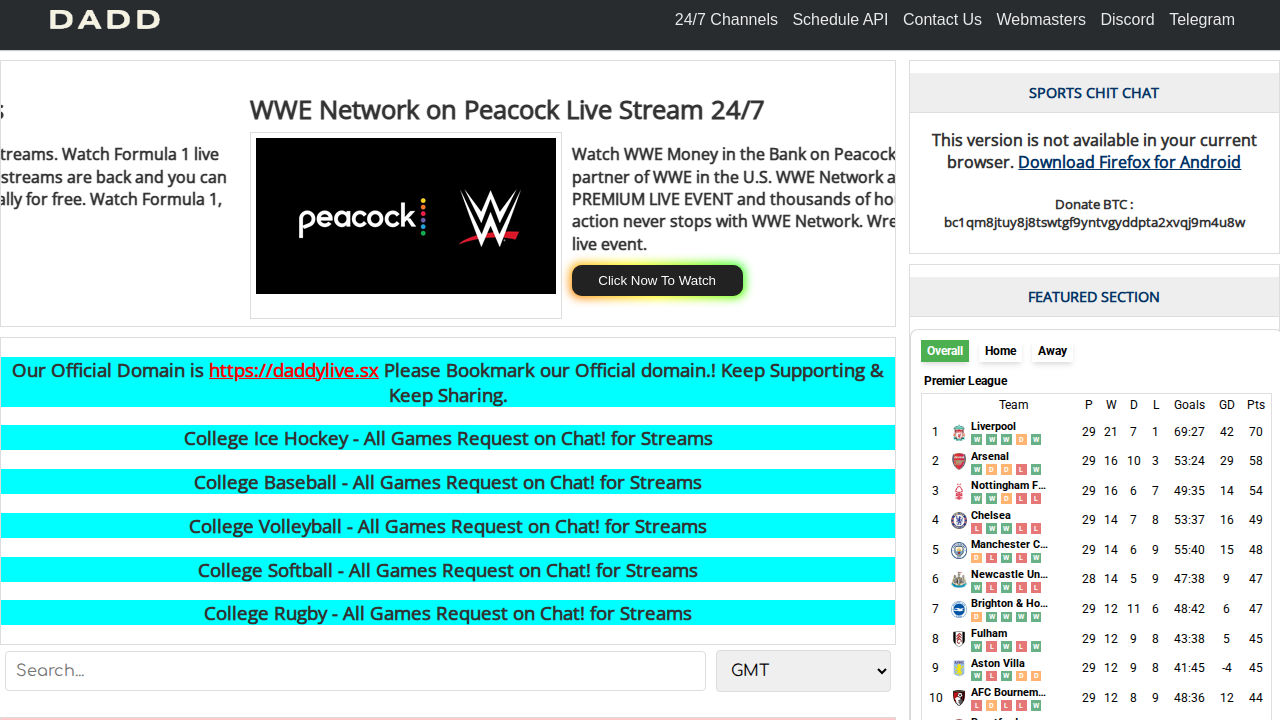 DADD
24/7 Channels Schedule API Contact Us Webmasters Discord Telegram
WWE Network on Peacock Live Stream 24/7
treams. Watch Formula 1 live
streams are back and you can
ally for free. Watch Formula 1,
peacock
Watch WWE Money in the Bank on Peacock
partner of WWE in the U.S. WWE Network a
PREMIUM LIVE EVENT and thousands of ho
action never stops with WWE Network. Wre
live event.
Click Now To Watch
Our Official Domain is https://daddylive.sx Please Bookmark our Official domain.! Keep Supporting &
Keep Sharing.
College Ice Hockey - All Games Request on Chat! for Streams
College Baseball - All Games Request on Chat! for Streams
College Volleyball - All Games Request on Chat! for Streams
College Softball - All Games Request on Chat! for Streams
College Rugby - All Games Request on Chat! for Streams
Search...
GMT
SPORTS CHIT CHAT
This version is not available in your current
browser. Download Firefox for Android
Donate BTC :
bc1qm8jtuy8j8tswtgf9yntvgyddpta2xvqj9m4u8w
FEATURED SECTION
Overall Home Away
Premier League
Team P W D L Goals GD Pts
1 Liverpool 29 21 7 1 69:27 42 70
W W W D W
2 Arsenal 29 16 10 3 53:24 29 58
W D D L W
3 Nottingham F... 29 16 6 7 49:35 14 54
W W D L L
4 Chelsea 29 14 7 8 53:37 16 49
L W W L L
5 Manchester C... 29 14 6 9 55:40 15 48
D L W L W
6 Newcastle Un... 28 14 5 9 47:38 9 47
W L W L L
7 Brighton & Ho... 29 12 11 6 48:42 6 47
D W W W W
8 Fulham 29 12 9 8 43:38 5 45
W L W L W
9 Aston Villa 29 12 9 8 41:45 -4 45
W L W D D
10 AFC Bournem... 29 12 8 9 48:36 12 44
L D L L W